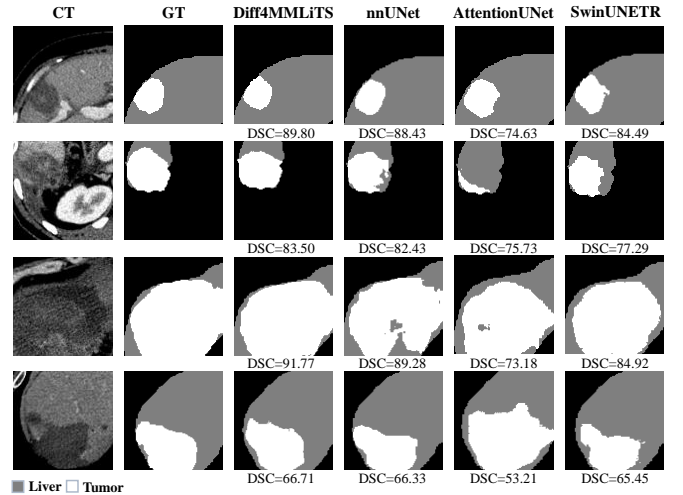 CT GT Diff4MMLiTS nnUNet AttentionUNet SwinUNETR
DSC=89.80 DSC=88.43 DSC=74.63 DSC=84.49
DSC=83.50 DSC=82.43 DSC=75.73 DSC=77.29
DSC=91.77 DSC=89.28 DSC=73.18 DSC=84.92
DSC=66.71 DSC=66.33 DSC=53.21 DSC=65.45
Liver Tumor